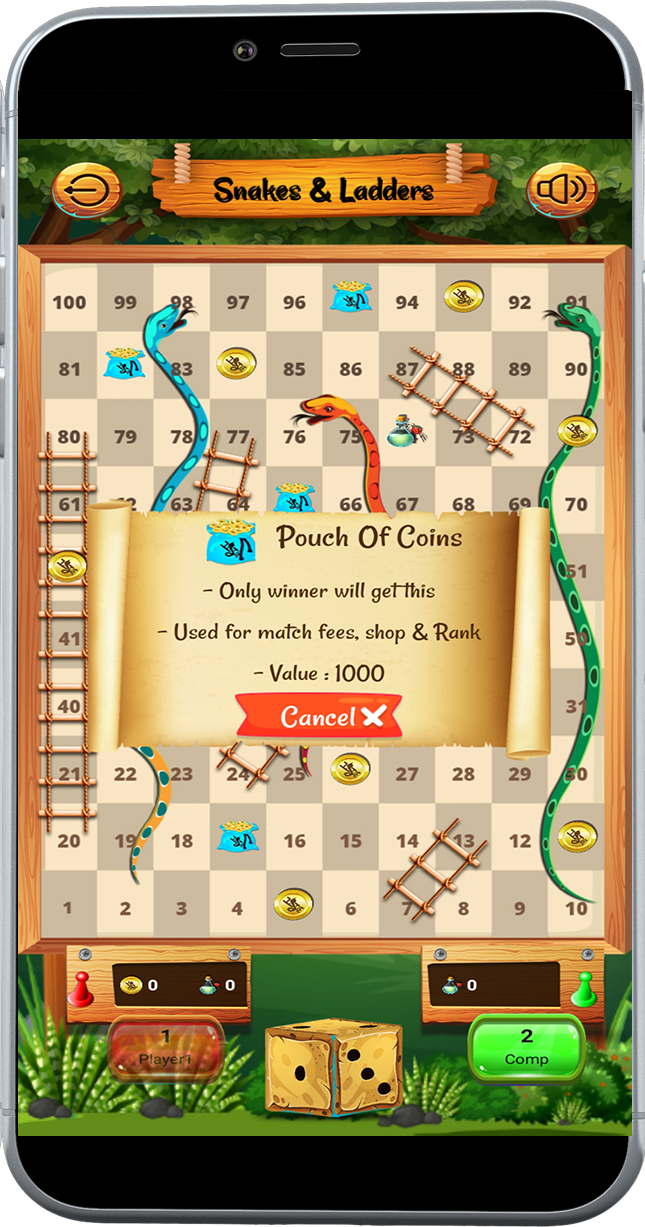 Snakes & Ladders
100 99 98 97 96 94 92 91
81 83 85 86 87 88 89 90
80 79 78 77 76 75 73 72
61 62 63 64 66 67 68 69 70
Pouch Of Coins
- Only winner will get this
51
- Used for match fees, shop & Rank
41 50
- Value : 1000
40 31
Cancel
21 22 23 24 25 27 28 29 30
20 19 18 16 15 14 13 12
1 2 3 4 6 7 8 9 10
0 0 0
1 2
Player1 Comp